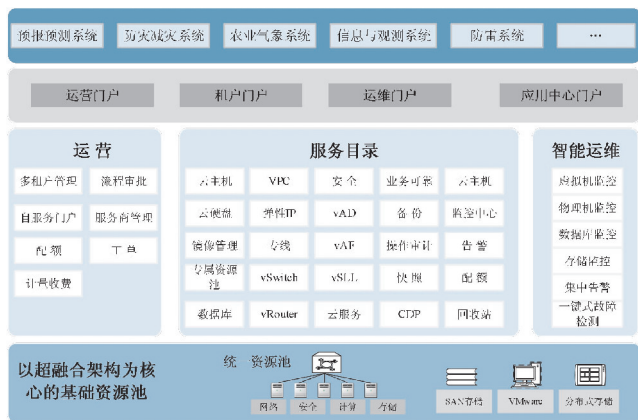 预报预测系统
防灾减灾系统
农业气象系统
信息与观测系统
防雷系统
…
运营门户
租户门户
运维门户
应用中心门户
运营
服务目录
智能运维
多租户管理
流程审批
自服务门户
服务商管理
配额
工单
计量收费
云主机
VPC
安全
业务可靠
云主机
云硬盘
弹性IP
vAD
备份
监控中心
镜像管理
专线
vAF
操作审计
告警
专属资源
池
vSwitch
vSLL
快照
配额
数据库
vRouter
云服务
CDP
回收站
虚拟机监控
物理机监控
数据库监控
存储监控
集中告警
一键式故障
检测
以超融合架构为核
心的基础资源池
统一资源池
网络
安全
计算
存储
SAN存储
VMware
分布式存储